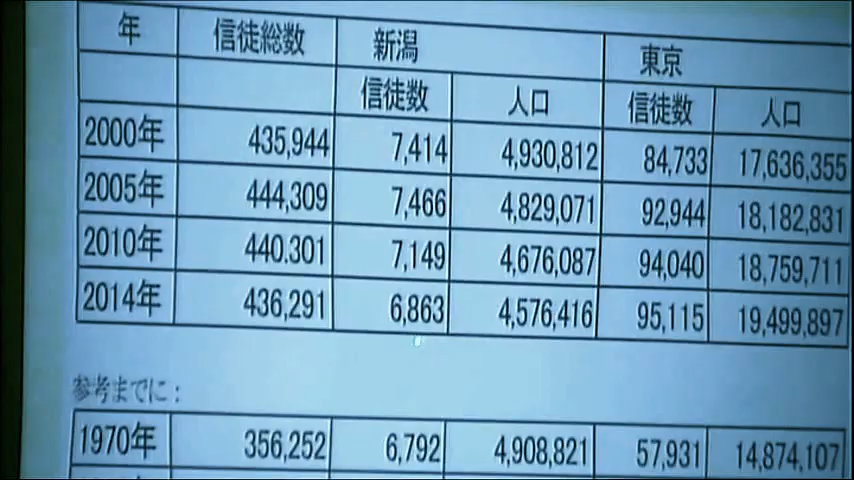 年 信徒総数 新潟 東京
信徒数 人口 信徒数 人口
2000年 435,944 7,414 4,930,812 84,733 17,636,355
2005年 444,309 7,466 4,829,071 92,944 18,182,831
2010年 440.301 7,149 4,676,087 94,040 18,759,711
2014年 436,291 6,863 4,576,416 95,115 19,499,897
参考までに：
1970年 356,252 6,792 4,908,821 57,931 14,874,107